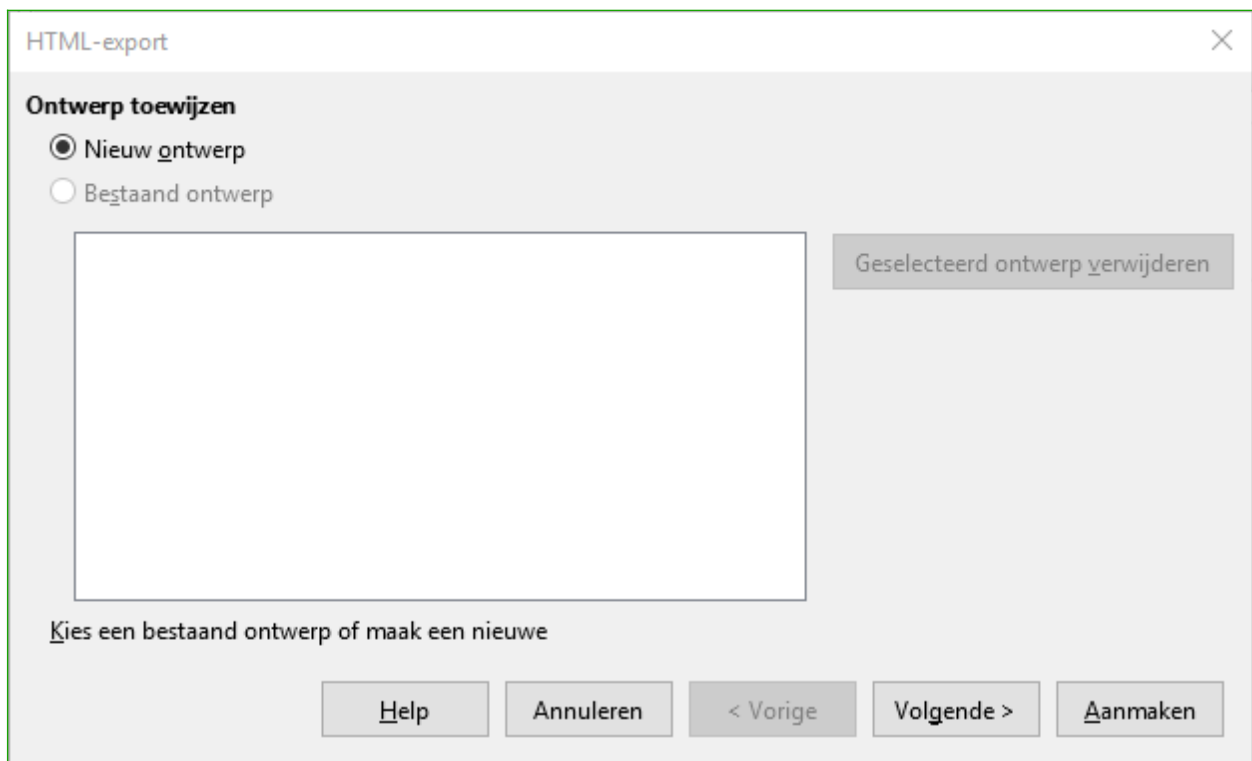 HTML-export
Ontwerp toewijzen
Nieuw ontwerp
Bestaand ontwerp
Geselecteerd ontwerp verwijderen
Kies een bestaand ontwerp of maak een nieuwe
Help Annuleren < Vorige Volgende > Aanmaken